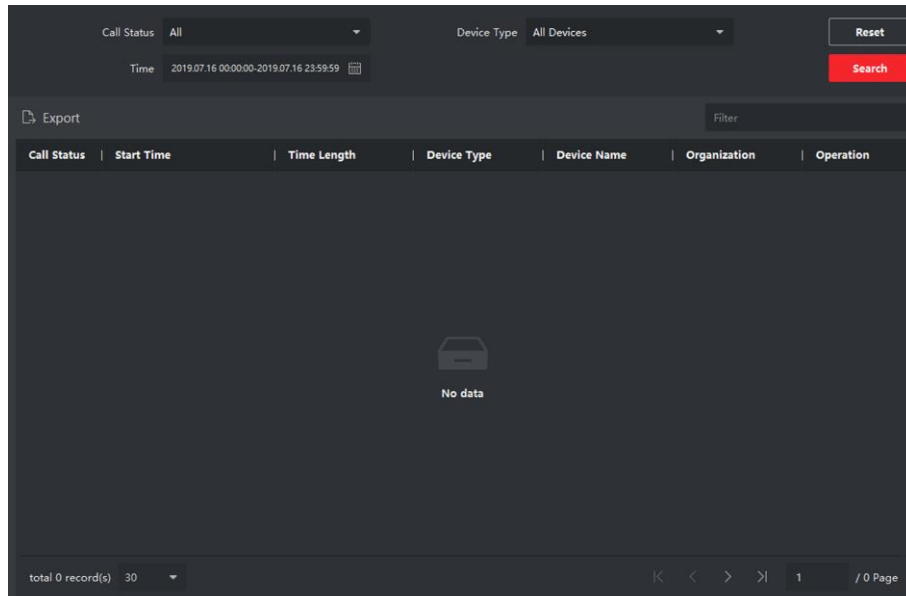 Call Status All Device Type All Devices Reset
Time 2019.07.16 00:00:00-2019.07.16 23:59:59 Search
Export Filter
Call Status | Start Time | Time Length | Device Type | Device Name | Organization | Operation
No data
total 0 record(s) 30 1 / 0 Page